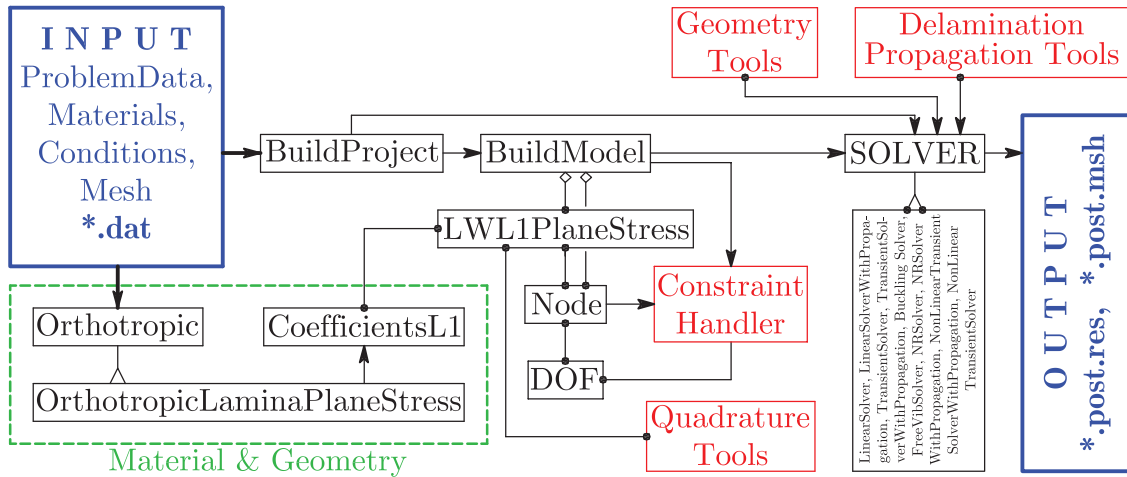 I N P U T
ProblemData,
Materials,
Conditions,
Mesh
*.dat
Geometry
Tools
Delamination
Propagation Tools
BuildProject
BuildModel
SOLVER
LWL1PlaneStress
Node
DOF
Constraint
Handler
Quadrature
Tools
Orthotropic
CoefficientsL1
OrthotropicLaminaPlaneStress
Material & Geometry
LinearSolver, LinearSolverWithPropa-
gation, TransientSolver, TransientSol-
verWithPropagation, Buckling Solver,
FreeVibSolver, NRSolver, NRSolver
WithPropagation, NonLinearTransient
SolverWithPropagation, NonLinear
TransientSolver
O U T P U T
*.post.res, *.post.msh